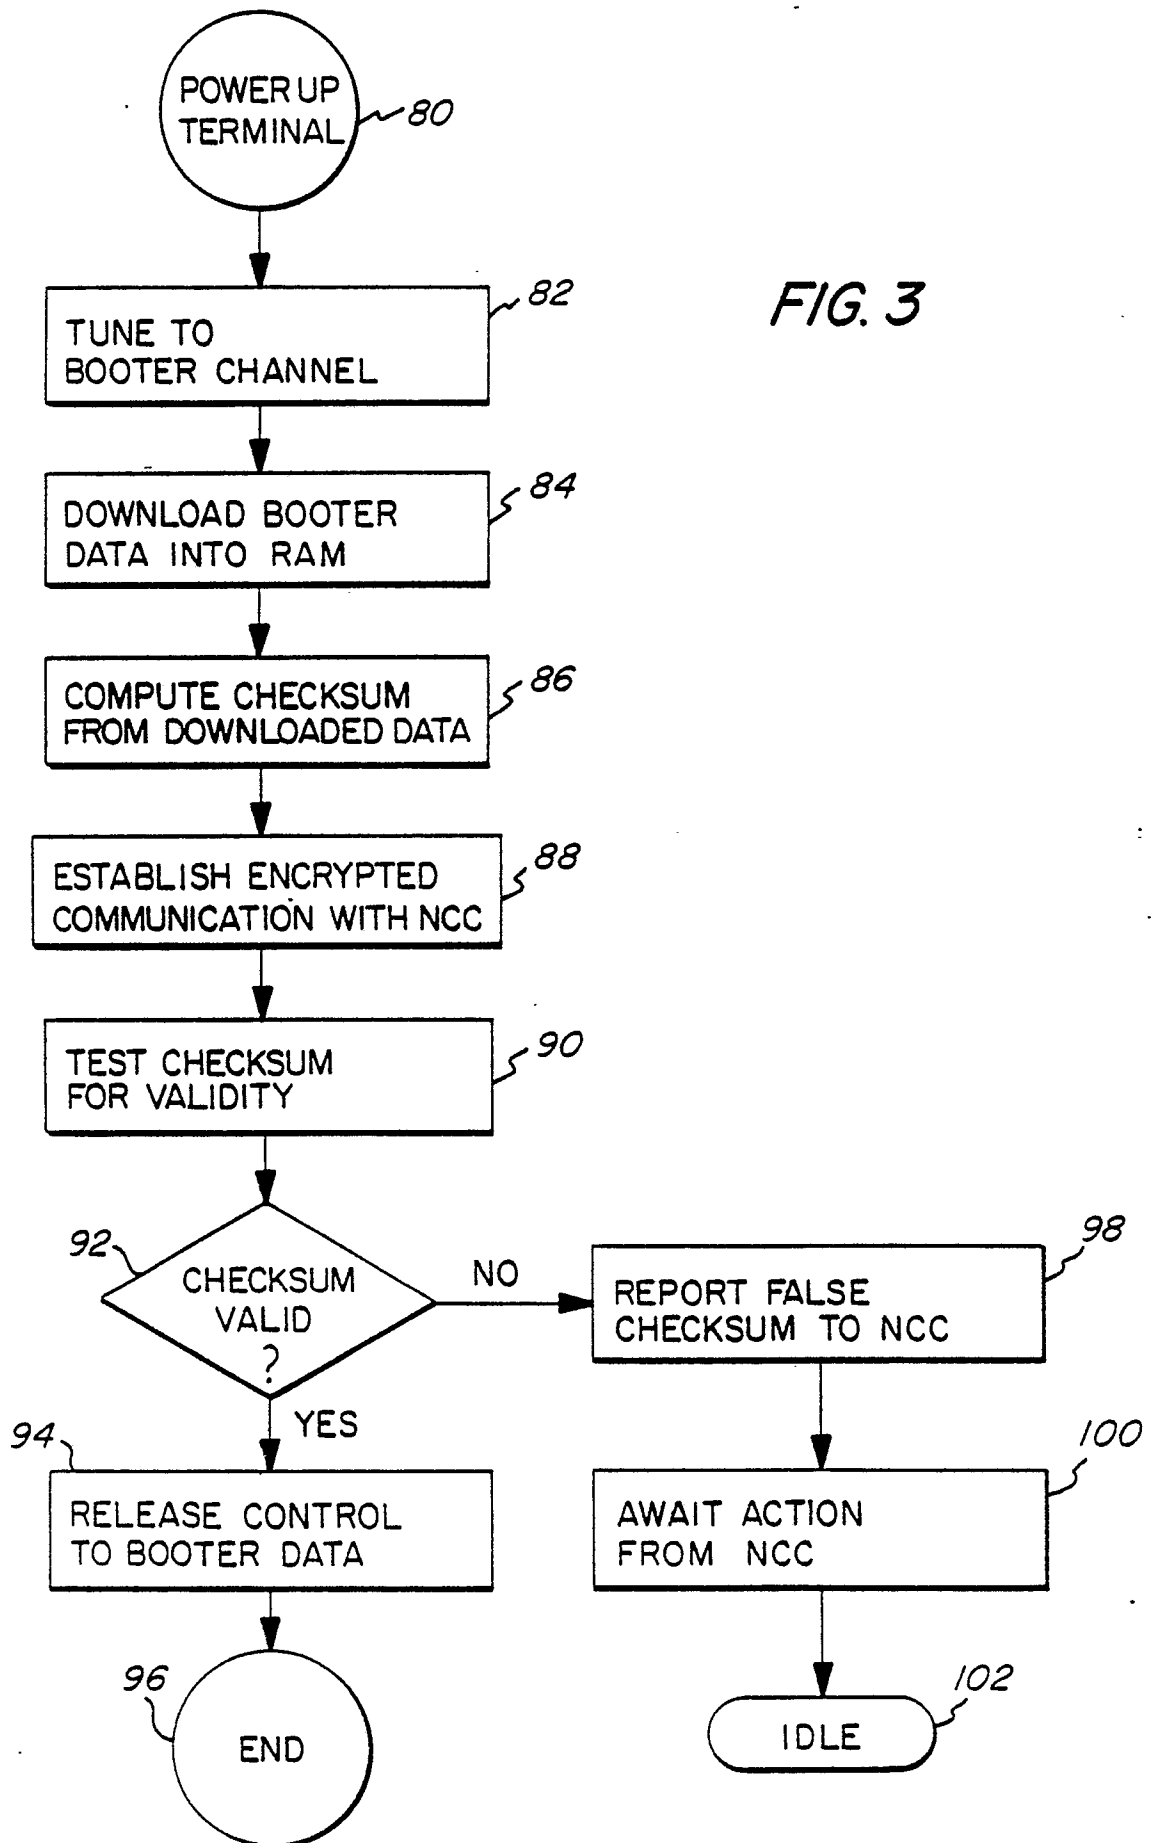 POWER UP
TERMINAL
80
82
FIG. 3
TUNE TO
BOOTER CHANNEL
84
DOWNLOAD BOOTER
DATA INTO RAM
86
COMPUTE CHECKSUM
FROM DOWNLOADED DATA
88
ESTABLISH ENCRYPTED
COMMUNICATION WITH NCC
90
TEST CHECKSUM
FOR VALIDITY
92
CHECKSUM
VALID
?
NO
98
REPORT FALSE
CHECKSUM TO NCC
YES
94
RELEASE CONTROL
TO BOOTER DATA
100
AWAIT ACTION
FROM NCC
96
END
102
IDLE